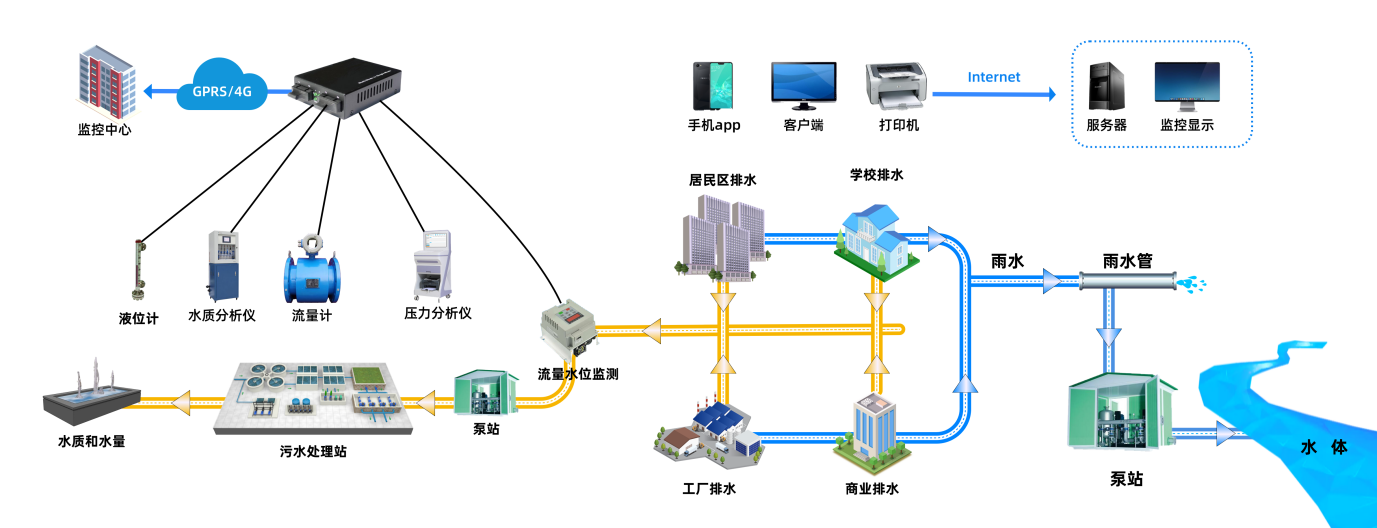 GPRS/4G
监控中心
Internet
手机app
客户端
打印机
服务器
监控显示
居民区排水
学校排水
雨水
雨水管
液位计
水质分析仪
流量计
压力分析仪
流量水位监测
水质和水量
污水处理站
泵站
工厂排水
商业排水
泵站
水 体